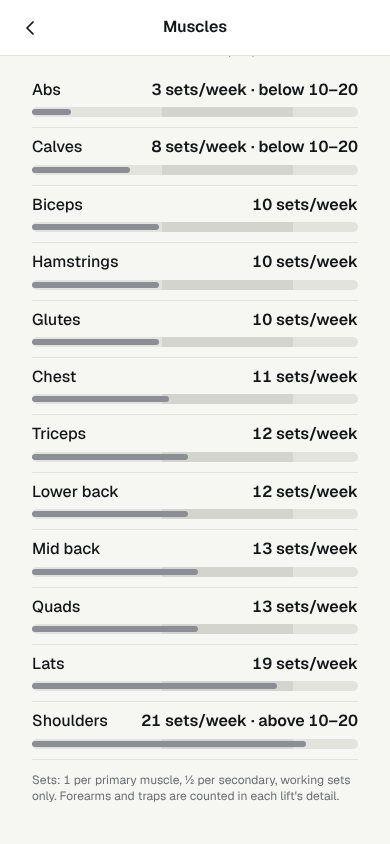 Muscles
Abs 3 sets/week · below 10–20
Calves 8 sets/week · below 10–20
Biceps 10 sets/week
Hamstrings 10 sets/week
Glutes 10 sets/week
Chest 11 sets/week
Triceps 12 sets/week
Lower back 12 sets/week
Mid back 13 sets/week
Quads 13 sets/week
Lats 19 sets/week
Shoulders 21 sets/week · above 10–20
Sets: 1 per primary muscle, ½ per secondary, working sets
only. Forearms and traps are counted in each lift's detail.